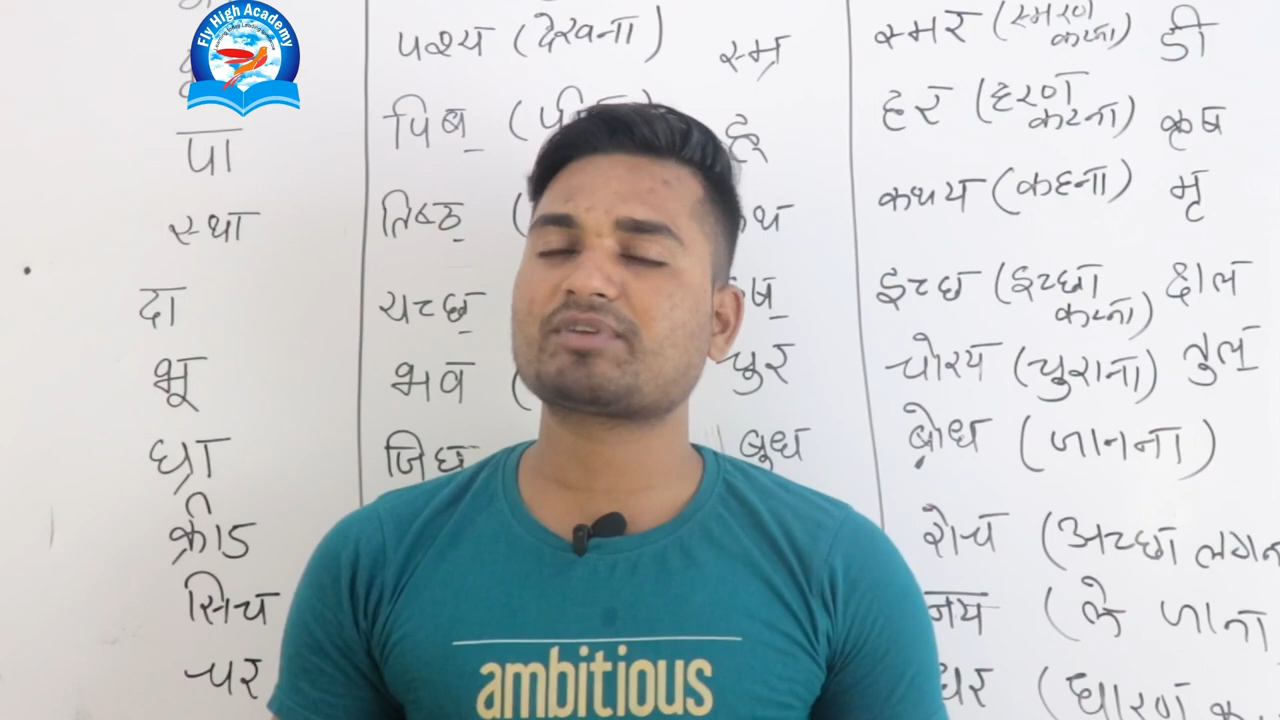 Fly High Academy
पश्य (देखना)
स्मृ
स्मर (स्मरण करना)
डी
पा
पिब
हृ
हर (हरण करना)
कृष
स्था
तिष्ठ
कथय (कहना)
मृ
दा
यच्छ
इच्छ (इच्छा करना)
क्षल
भू
भव
चुर
चोरय (चुराना)
तुल
घ्रा
जिघ्र
बुध
बोध (जानना)
क्रीड
रोच (अच्छा लगन
सिच
नय (ले जाना
चर
धर (धारण
ambitious